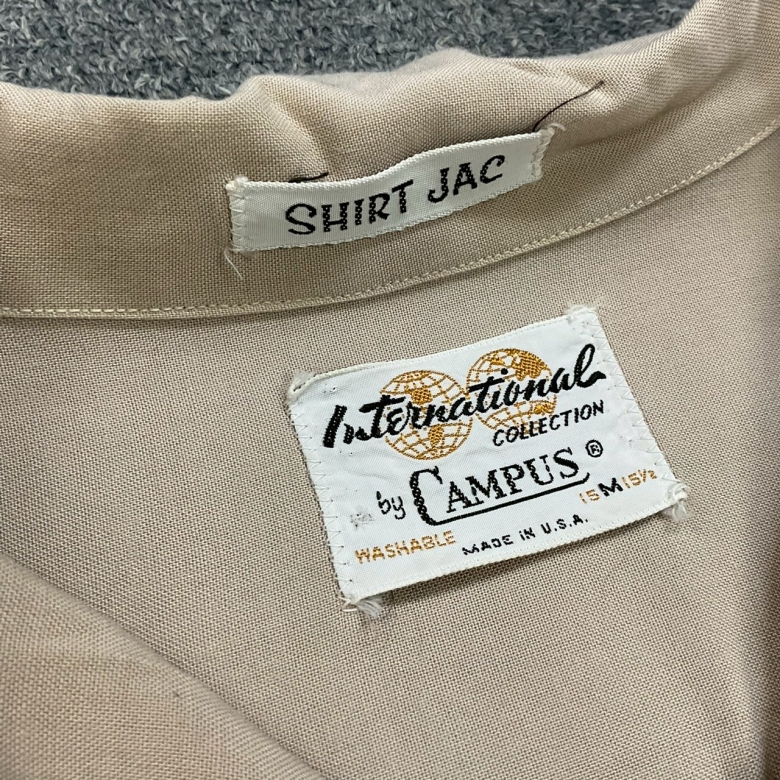 SHIRT JAC
International
COLLECTION
by CAMPUS ®
15 M 15½
WASHABLE MADE IN U.S.A.